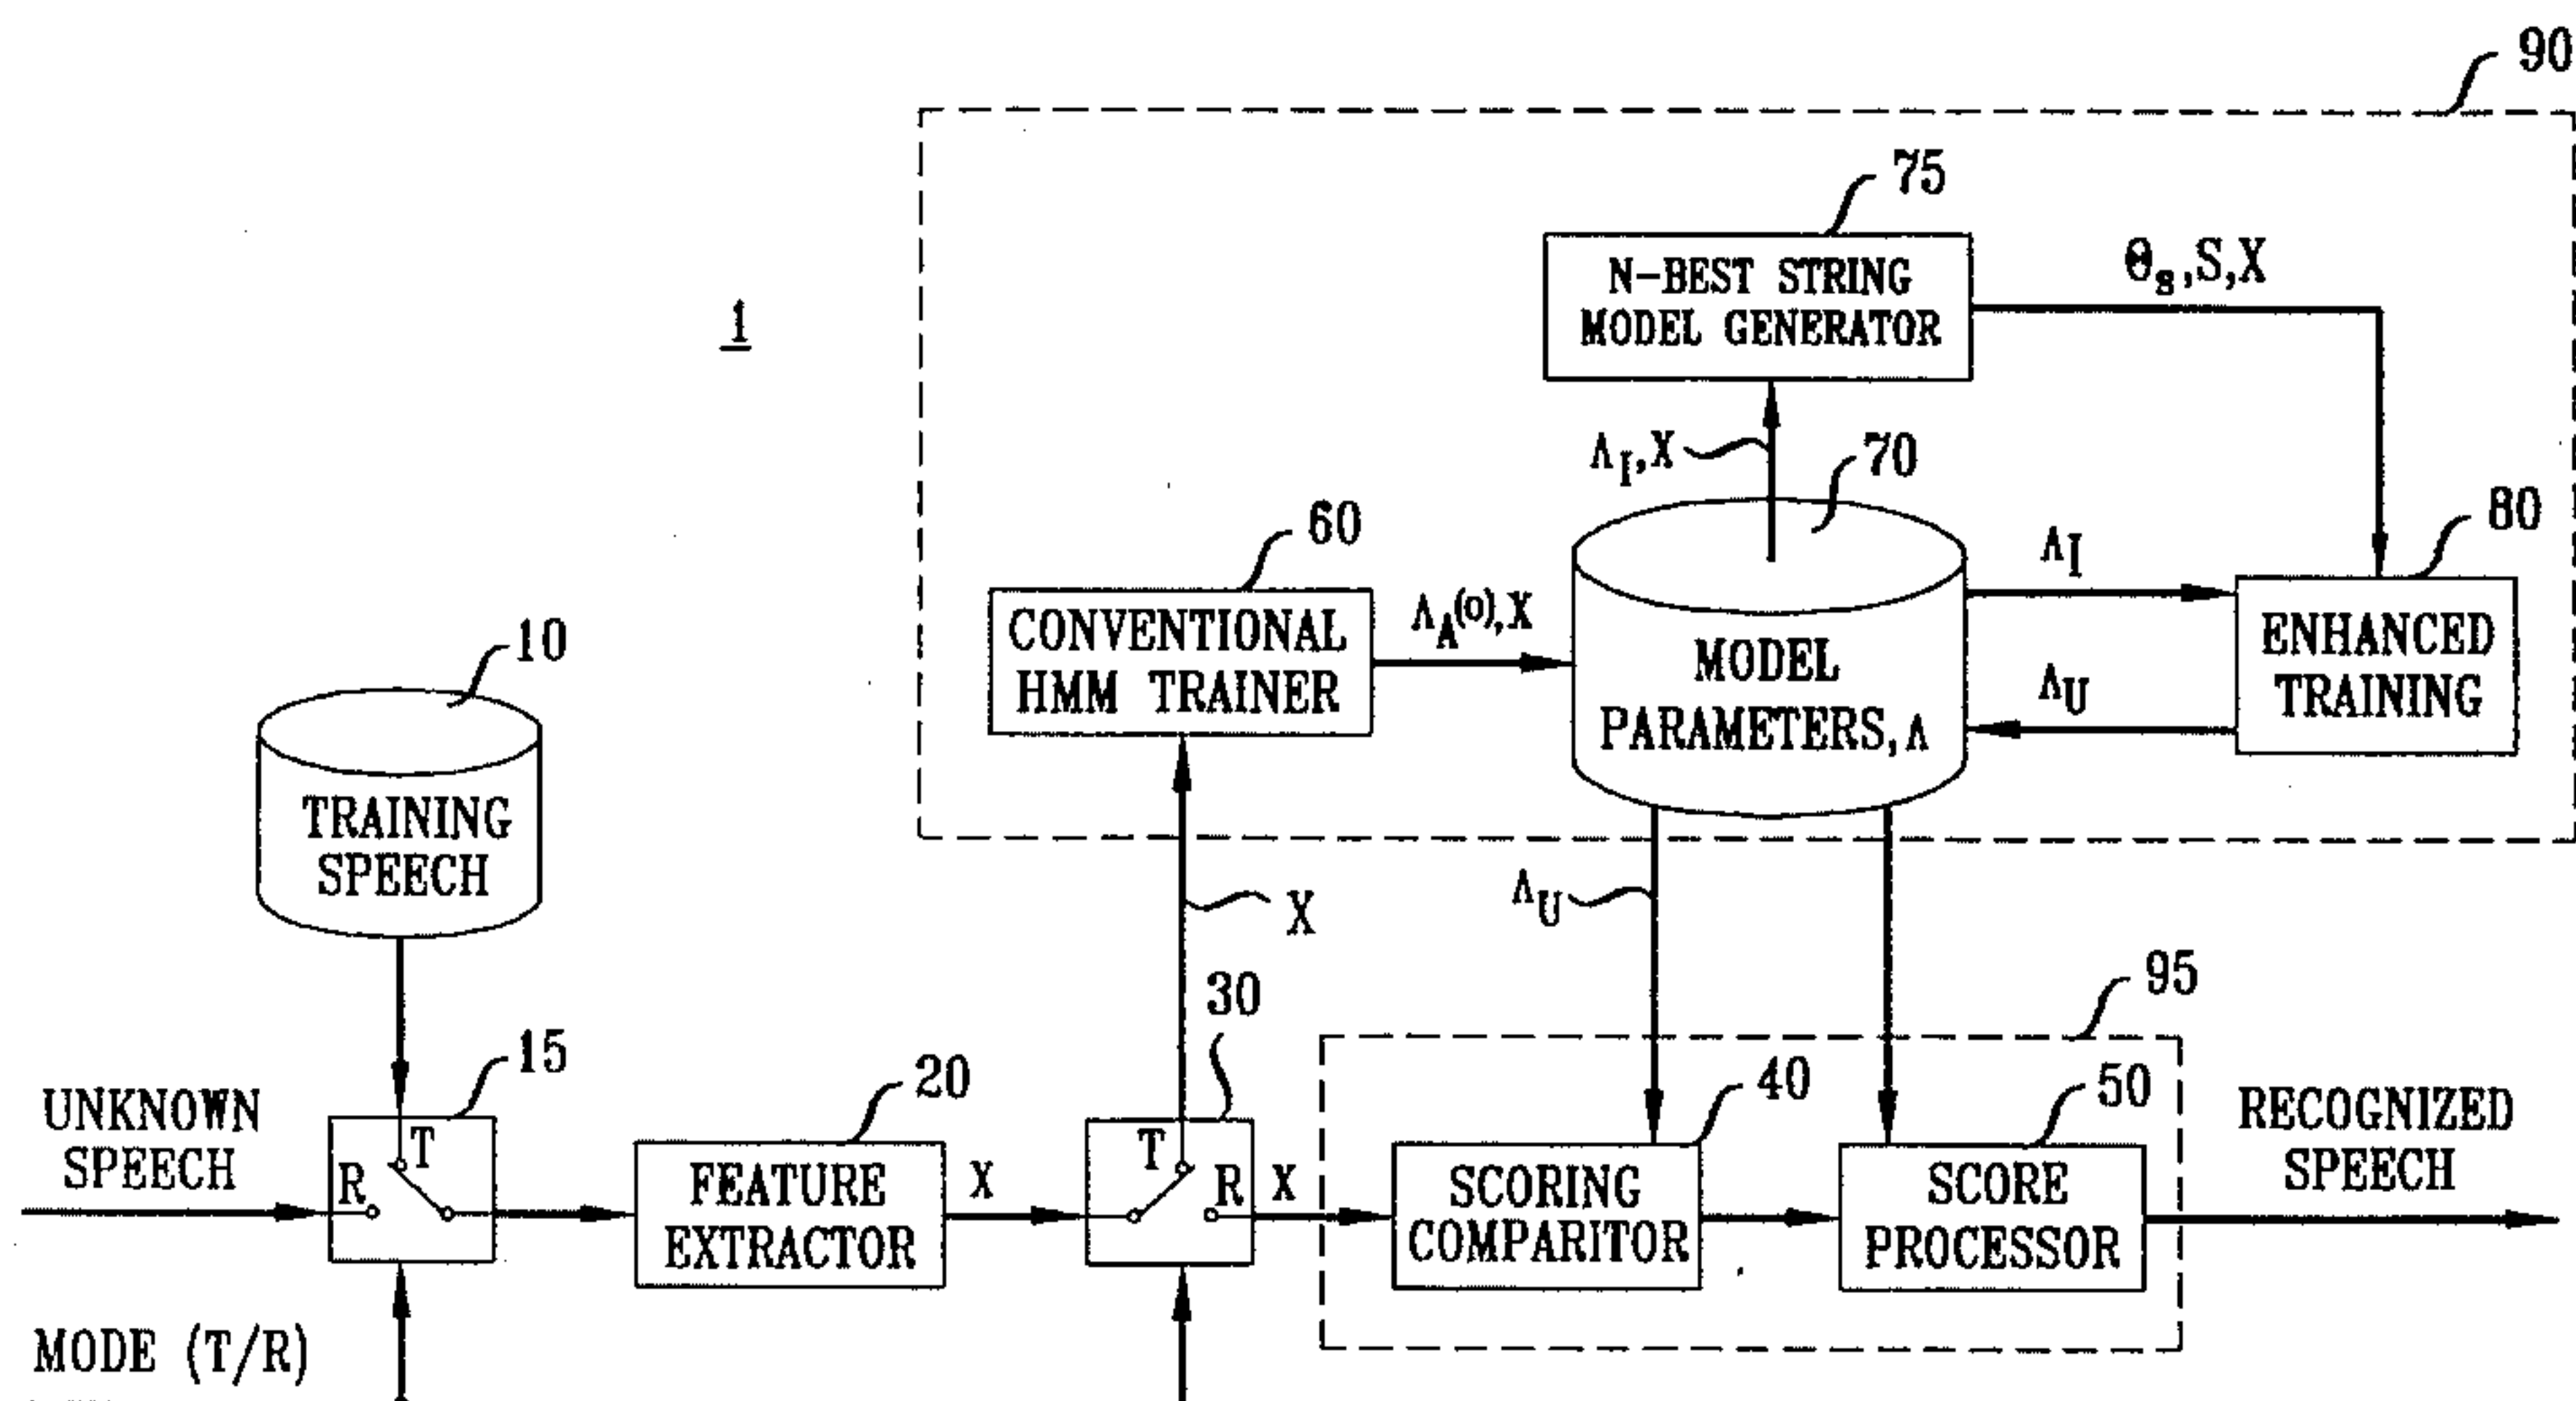 90
75
N-BEST STRING
MODEL GENERATOR
Θs,S,X
1
ΛI,X
70
60
80
ΛI
CONVENTIONAL
HMM TRAINER
ΛA(0),X
MODEL
PARAMETERS,Λ
ENHANCED
TRAINING
ΛU
10
TRAINING
SPEECH
ΛU
X
30
95
15
20
40
50
UNKNOWN
SPEECH
T
R
FEATURE
EXTRACTOR
X
T
R
X
SCORING
COMPARITOR
SCORE
PROCESSOR
RECOGNIZED
SPEECH
MODE (T/R)